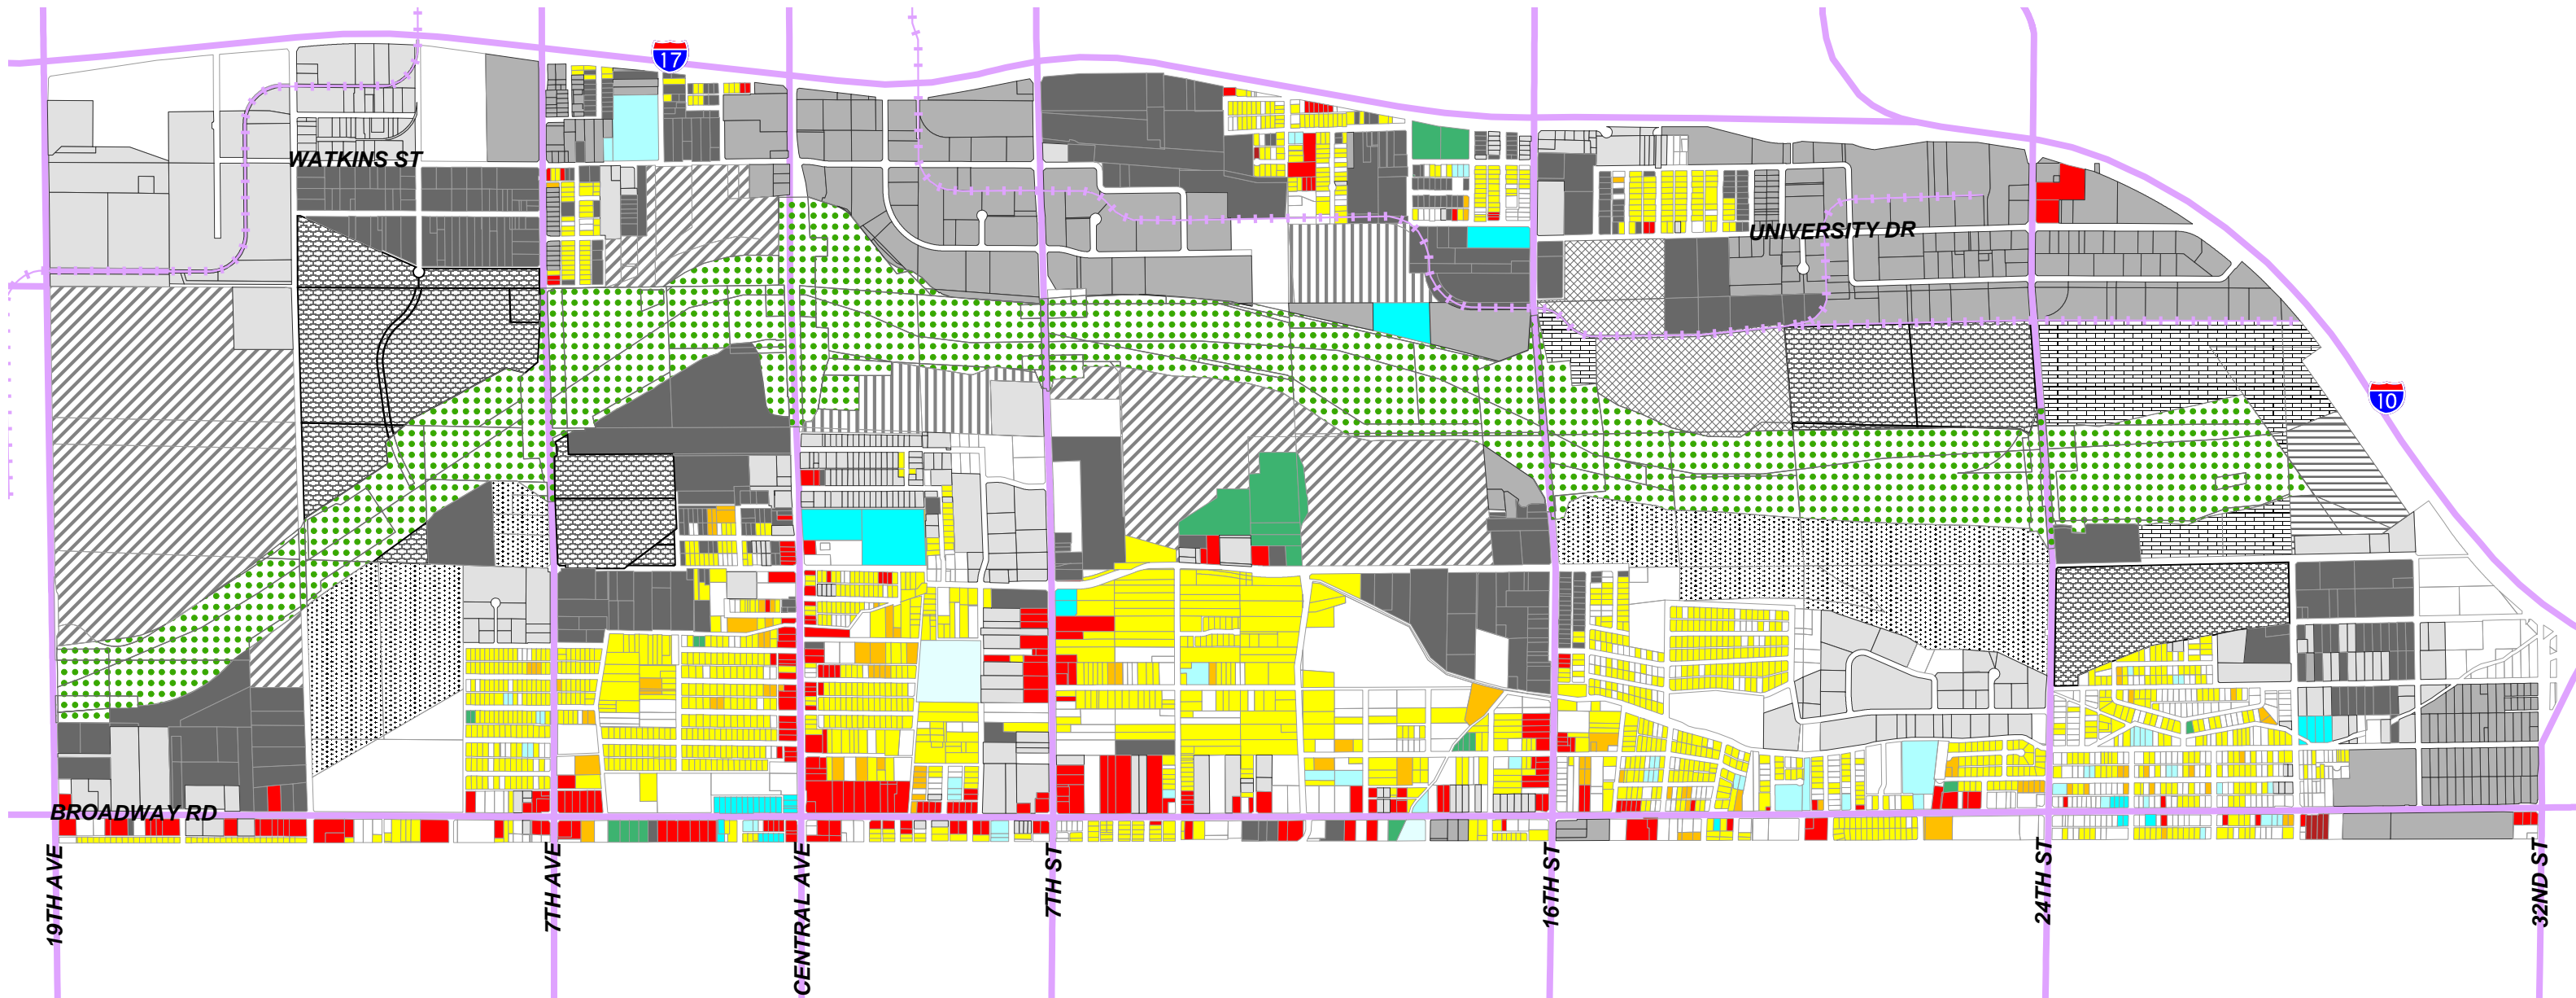 17
WATKINS ST
UNIVERSITY DR
10
BROADWAY RD
19TH AVE
7TH AVE
CENTRAL AVE
7TH ST
16TH ST
24TH ST
32ND ST